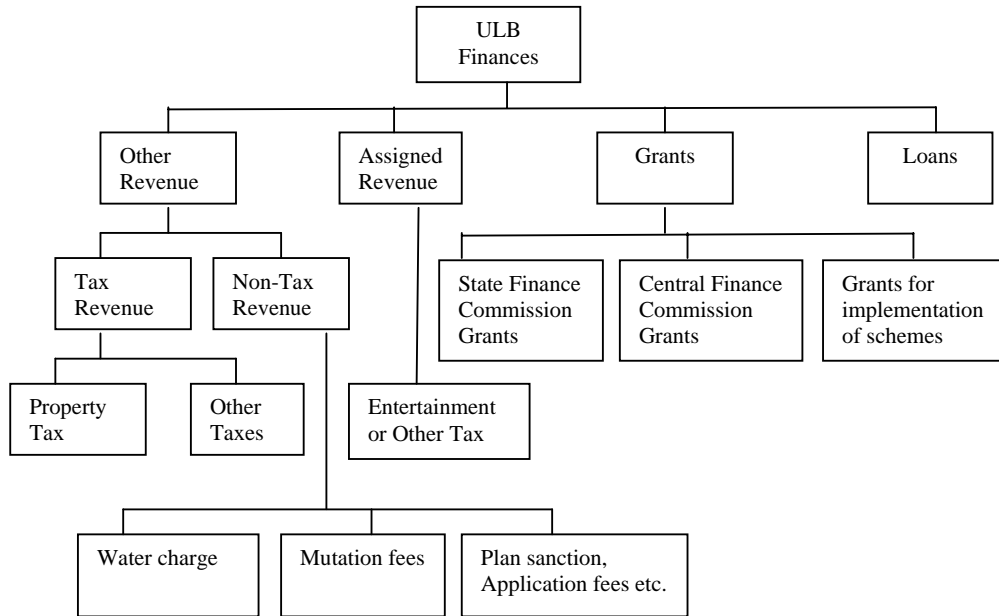 ULB
Finances
Other
Revenue
Assigned
Revenue
Grants
Loans
Tax
Revenue
Non-Tax
Revenue
State Finance
Commission
Grants
Central Finance
Commission
Grants
Grants for
implementation
of schemes
Property
Tax
Other
Taxes
Entertainment
or Other Tax
Water charge
Mutation fees
Plan sanction,
Application fees etc.